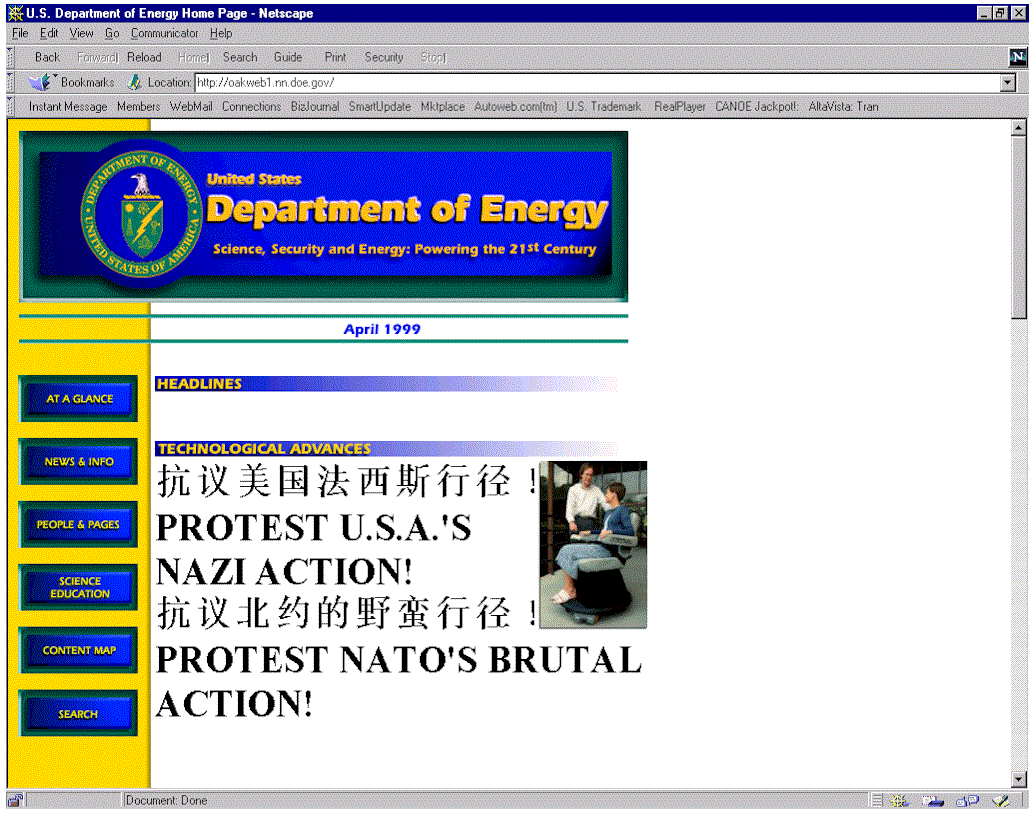 U.S. Department of Energy Home Page - Netscape
File Edit View Go Communicator Help
Back Forward Reload Home Search Guide Print Security Stop
N
Bookmarks Location: http://oakweb1.nn.doe.gov/
Instant Message Members WebMail Connections BizJournal SmartUpdate Mktplace Autoweb.com(tm) U.S. Trademark RealPlayer CANOE Jackpot!: AltaVista: Tran
DEPARTMENT OF ENERGY
UNITED STATES OF AMERICA
United States
Department of Energy
Science, Security and Energy: Powering the 21st Century
April 1999
AT A GLANCE
NEWS & INFO
PEOPLE & PAGES
SCIENCE
EDUCATION
CONTENT MAP
SEARCH
HEADLINES
TECHNOLOGICAL ADVANCES
抗议美国法西斯行径！
PROTEST U.S.A.'S
NAZI ACTION!
抗议北约的野蛮行径！
PROTEST NATO'S BRUTAL
ACTION!
Document: Done